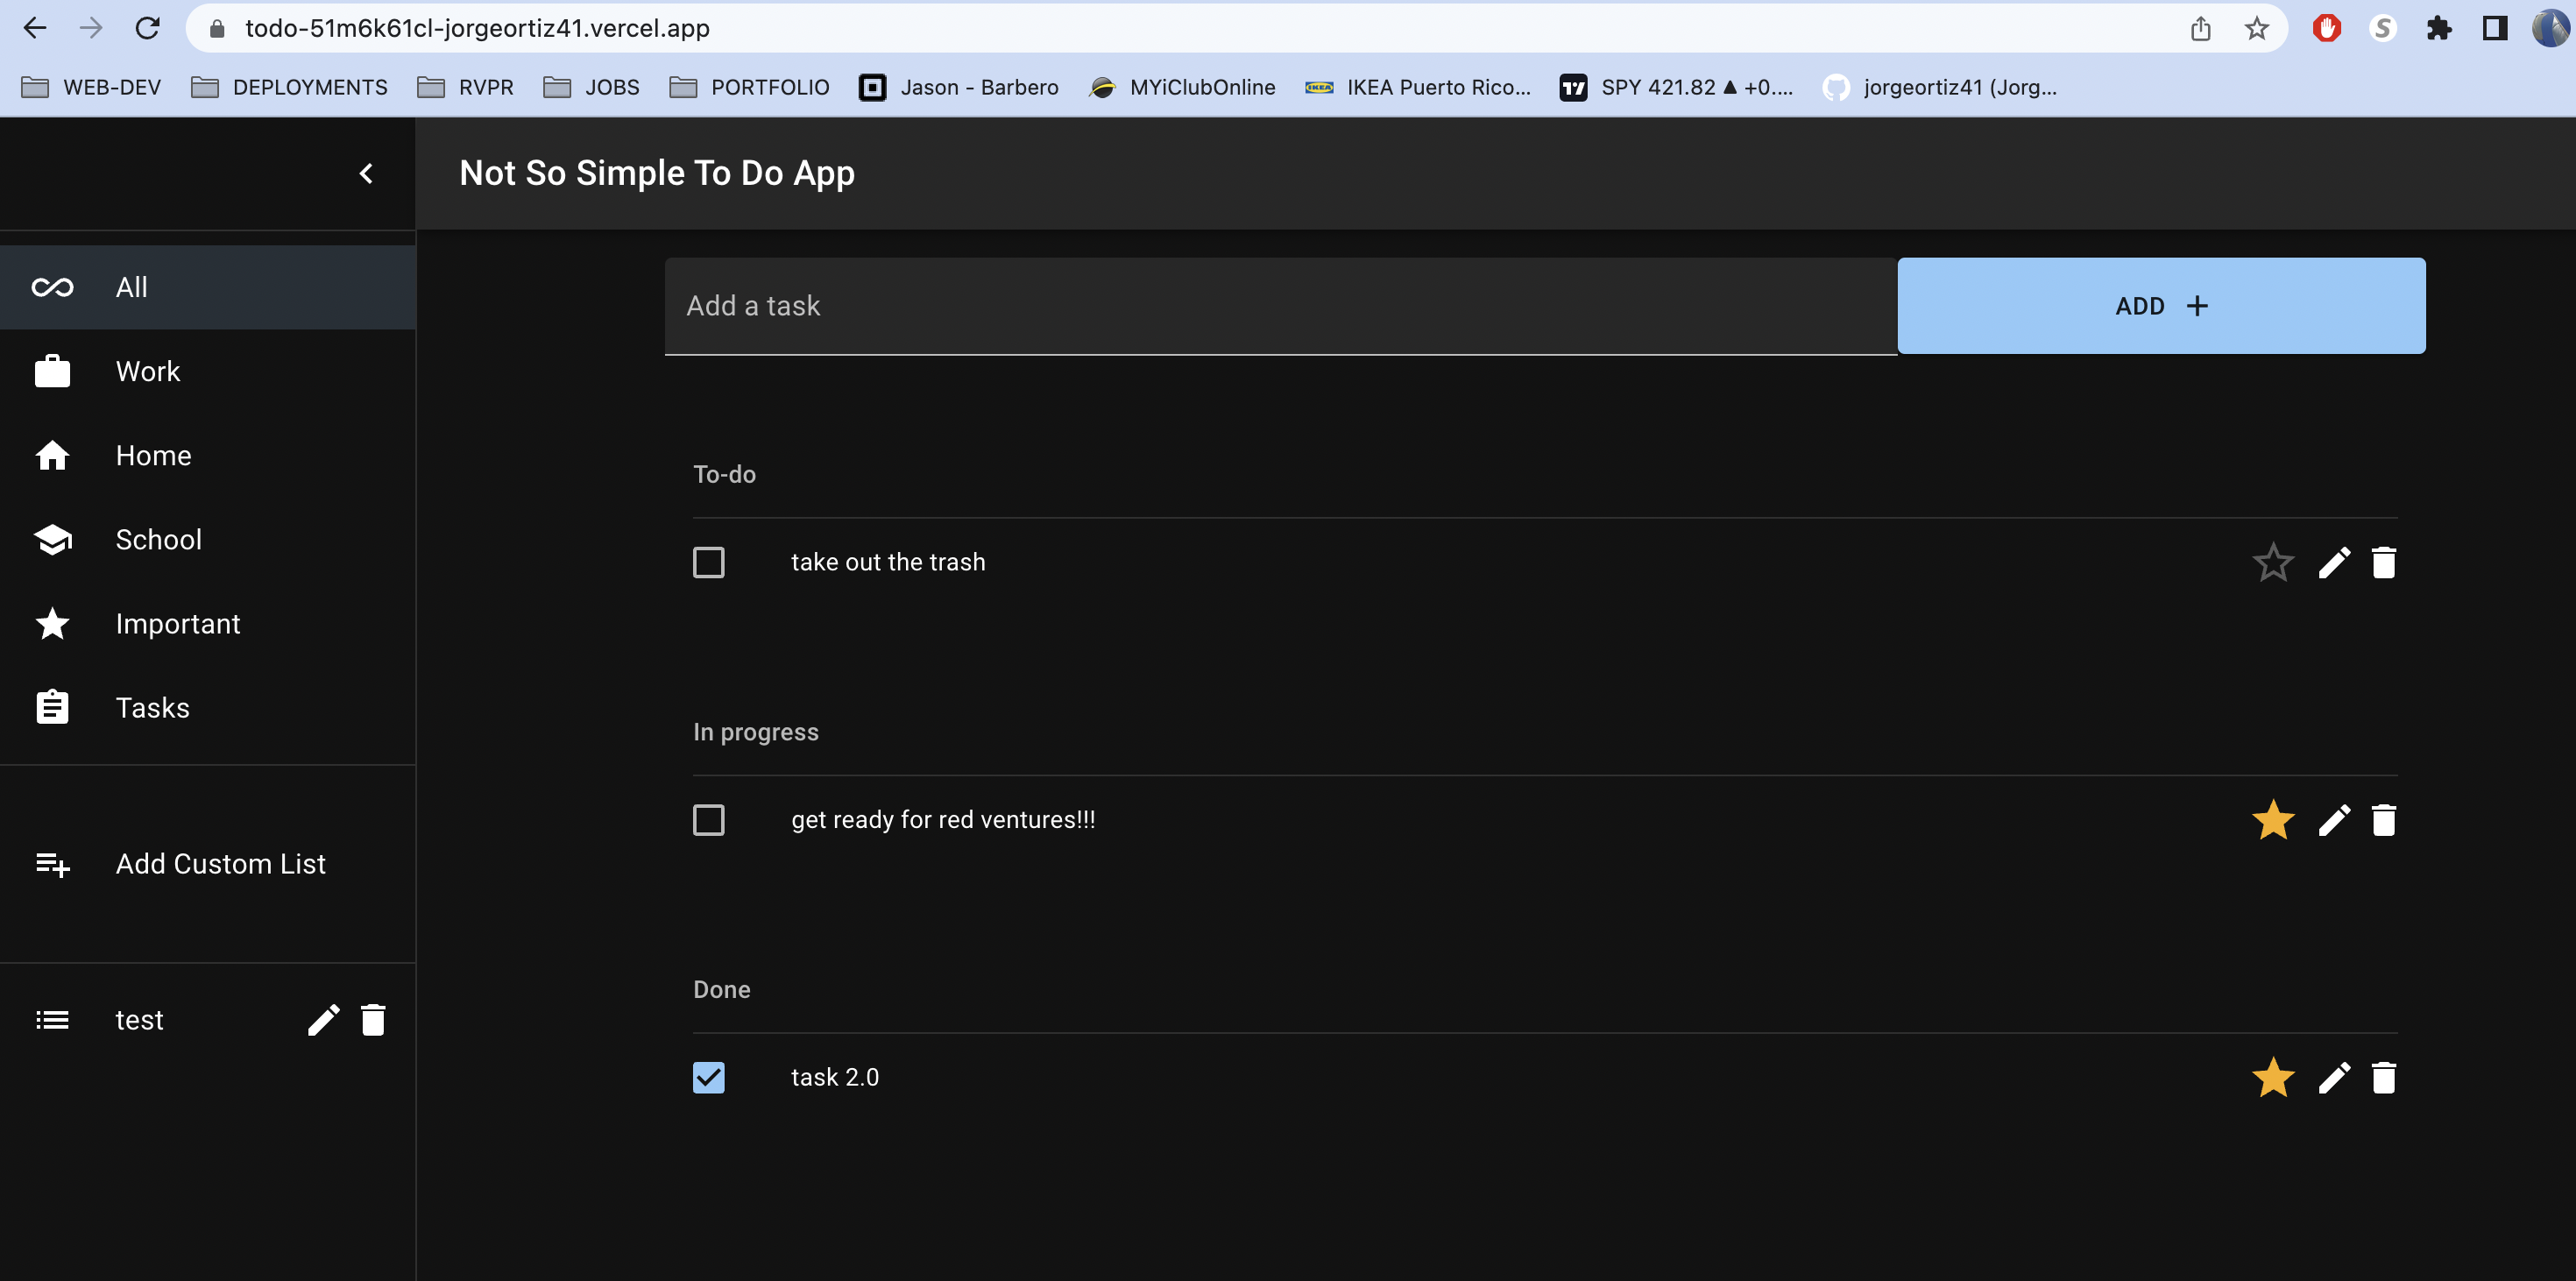 todo-51m6k61cl-jorgeortiz41.vercel.app
WEB-DEV DEPLOYMENTS RVPR JOBS PORTFOLIO Jason - Barbero MYiClubOnline IKEA Puerto Rico... SPY 421.82 ▲ +0.... jorgeortiz41 (Jorg...
Not So Simple To Do App
All
Work
Home
School
Important
Tasks
Add Custom List
test
Add a task
ADD +
To-do
take out the trash
In progress
get ready for red ventures!!!
Done
task 2.0